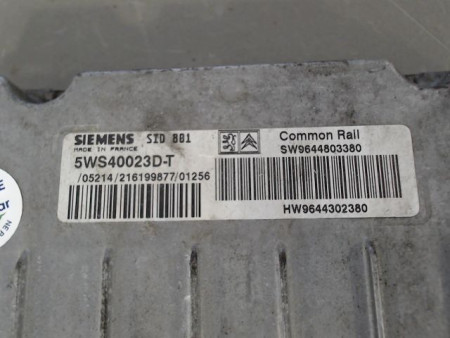 SIEMENS SID 801
MADE IN FRANCE
5WS40023D-T
/05214/216199877/01256
Common Rail
SW9644803380
HW9644302380